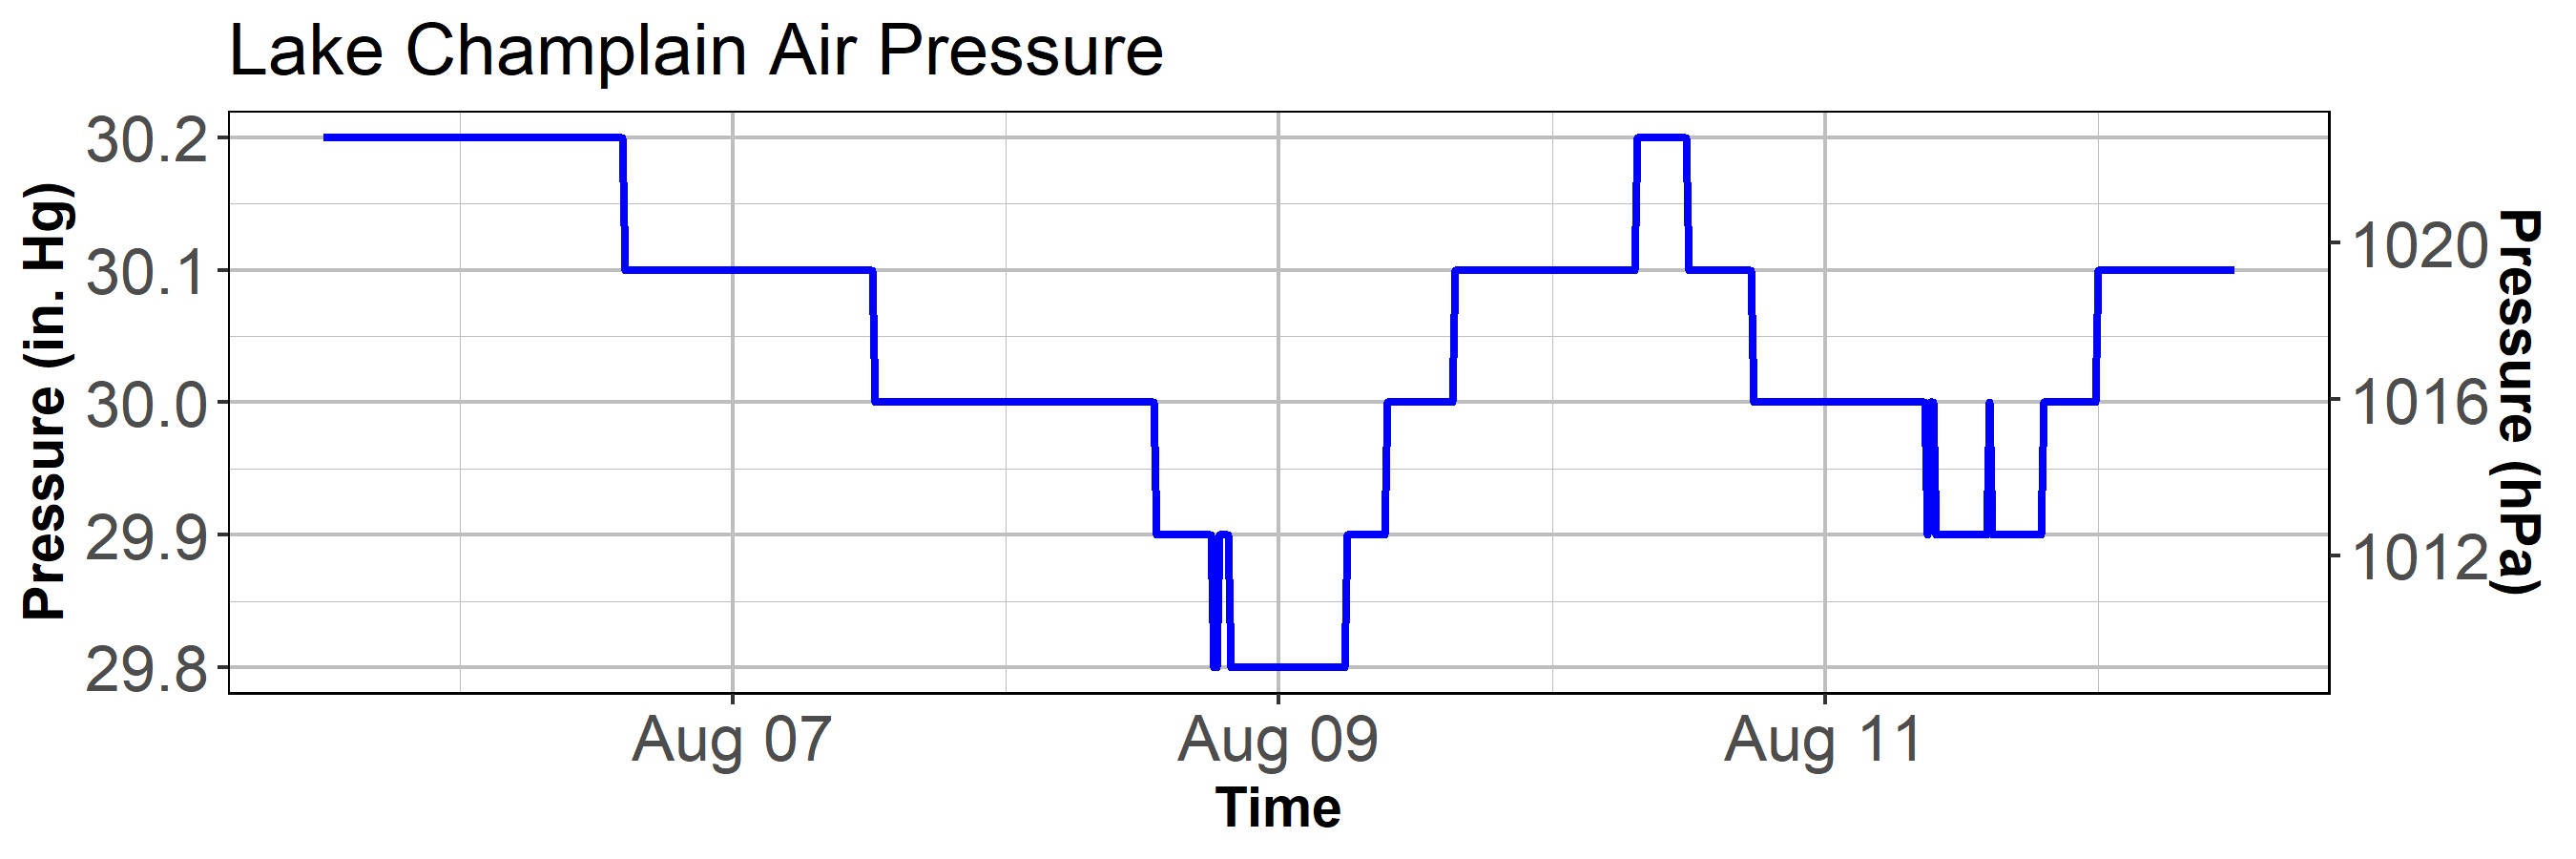 Lake Champlain Air Pressure
Pressure (in. Hg)
30.2
30.1
30.0
29.9
29.8
1020
1016
1012
Pressure (hPa)
Aug 07
Aug 09
Aug 11
Time